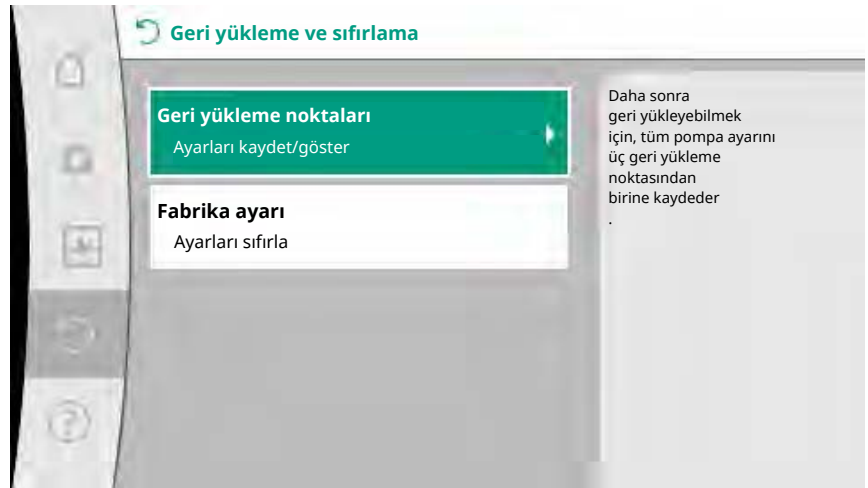 Geri yükleme ve sıfırlama
Geri yükleme noktaları
Ayarları kaydet/göster
Fabrika ayarı
Ayarları sıfırla
Daha sonra
geri yükleyebilmek
için, tüm pompa ayarını
üç geri yükleme
noktasından
birine kaydeder
.